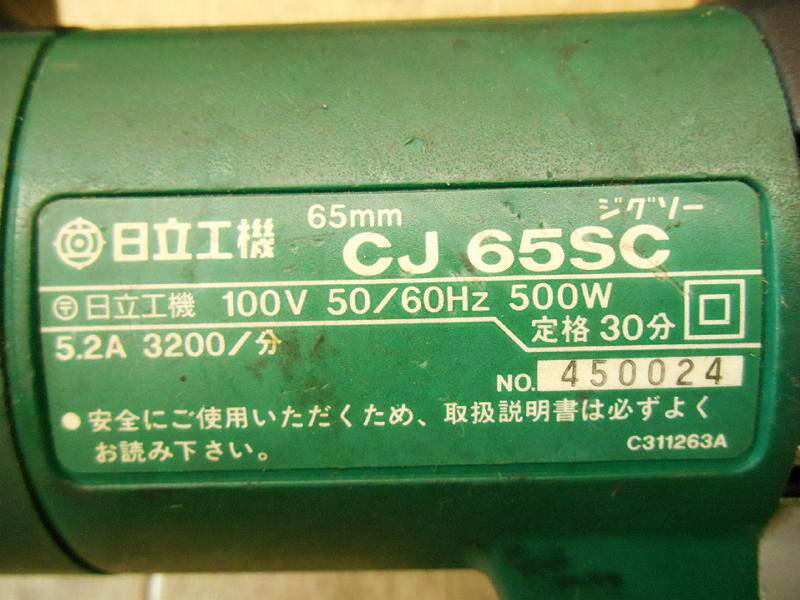 日立工機 65mm ジグソー
CJ 65SC
〒 日立工機 100V 50/60Hz 500W
5.2A 3200/分 定格 30分
NO. 450024
●安全にご使用いただくため、取扱説明書は必ずよく
お読み下さい。
C311263A